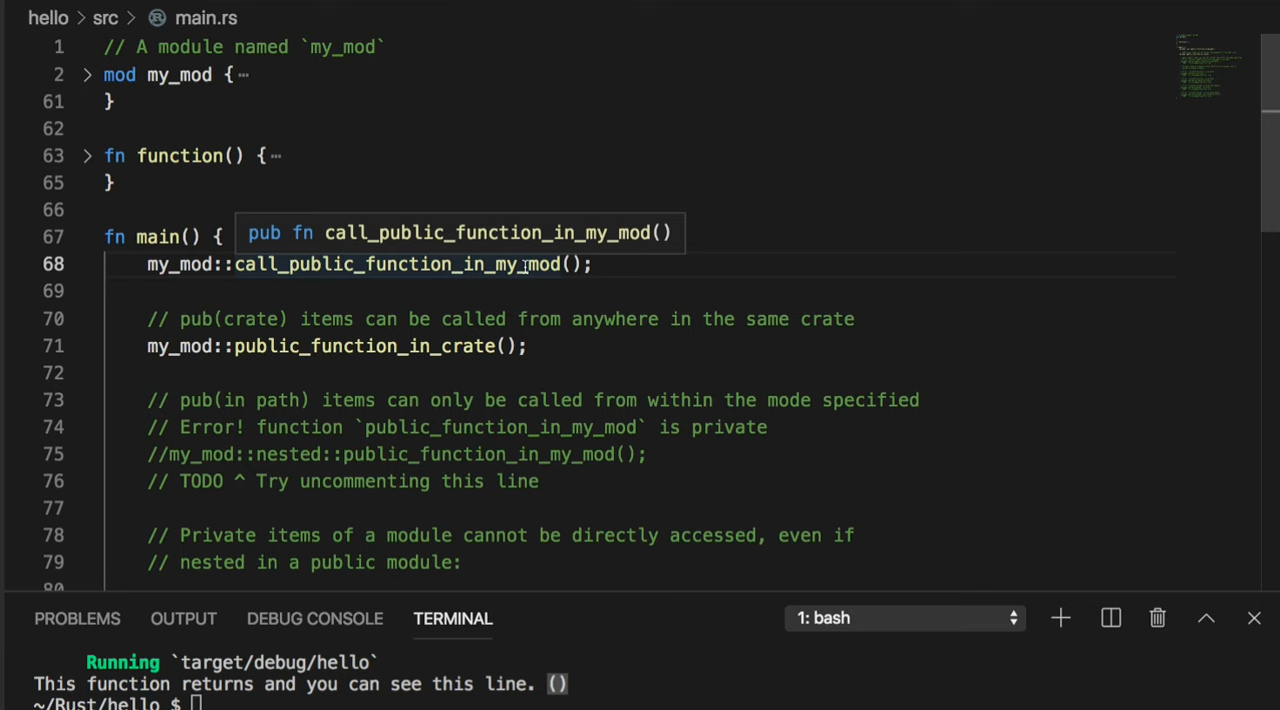 hello > src > main.rs
1 // A module named `my_mod`
2 > mod my_mod {⋯
61 }
62
63 > fn function() {⋯
65 }
66
67 fn main() {
pub fn call_public_function_in_my_mod()
68 my_mod::call_public_function_in_my_mod();
69
70 // pub(crate) items can be called from anywhere in the same crate
71 my_mod::public_function_in_crate();
72
73 // pub(in path) items can only be called from within the mode specified
74 // Error! function `public_function_in_my_mod` is private
75 //my_mod::nested::public_function_in_my_mod();
76 // TODO ^ Try uncommenting this line
77
78 // Private items of a module cannot be directly accessed, even if
79 // nested in a public module:
80
PROBLEMS OUTPUT DEBUG CONSOLE TERMINAL 1: bash
Running `target/debug/hello`
This function returns and you can see this line. ()
~/Rust/hello $